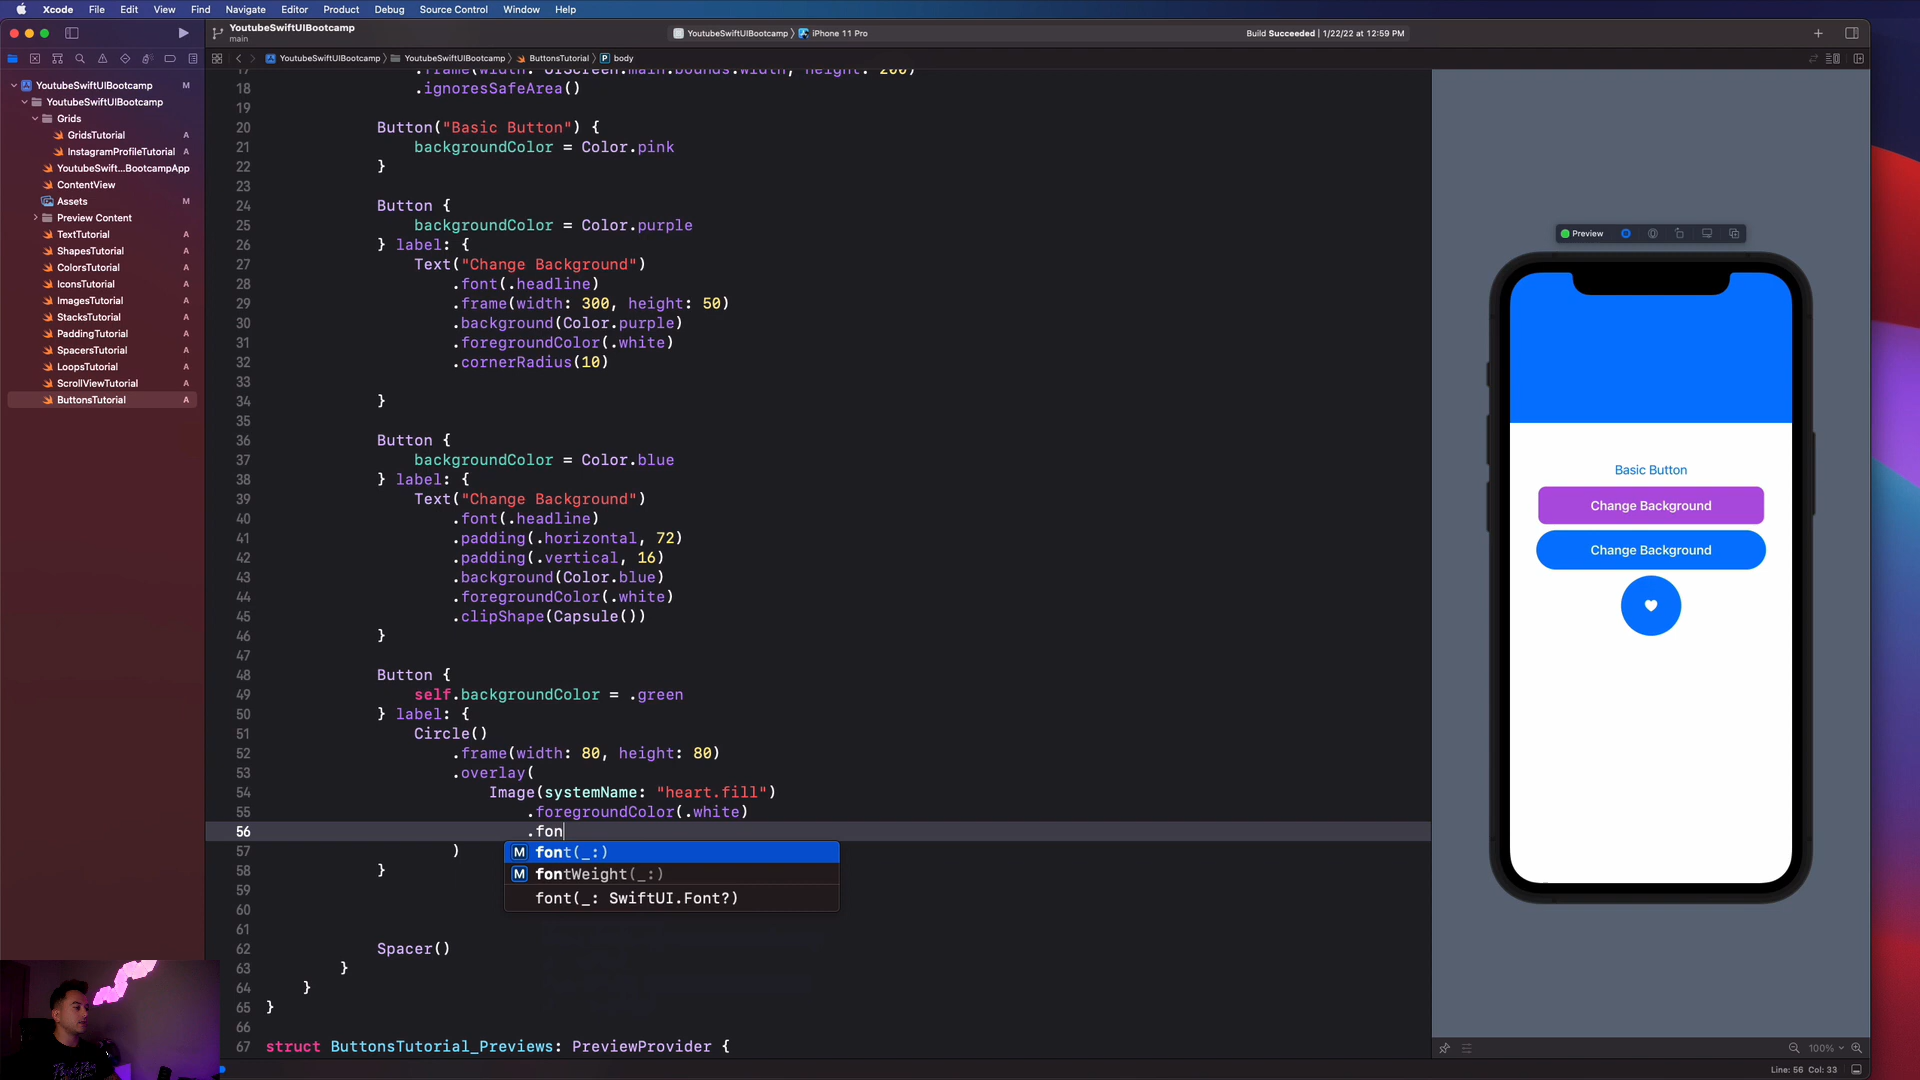 Xcode File Edit View Find Navigate Editor Product Debug Source Control Window Help
YoutubeSwiftUIBootcamp
main
YoutubeSwiftUIBootcamp iPhone 11 Pro
Build Succeeded | 1/22/22 at 12:59 PM
YoutubeSwiftUIBootcamp YoutubeSwiftUIBootcamp ButtonsTutorial P body
YoutubeSwiftUIBootcamp M
YoutubeSwiftUIBootcamp
Grids
GridsTutorial A
InstagramProfileTutorial A
YoutubeSwift...BootcampApp
ContentView
Assets M
Preview Content
TextTutorial A
ShapesTutorial A
ColorsTutorial A
IconsTutorial A
ImagesTutorial A
StacksTutorial A
PaddingTutorial A
SpacersTutorial A
LoopsTutorial A
ScrollViewTutorial A
ButtonsTutorial A
17 .frame(width: UIScreen.main.bounds.width, height: 200)
18 .ignoresSafeArea()
19
20 Button("Basic Button") {
21 backgroundColor = Color.pink
22 }
23
24 Button {
25 backgroundColor = Color.purple
26 } label: {
27 Text("Change Background")
28 .font(.headline)
29 .frame(width: 300, height: 50)
30 .background(Color.purple)
31 .foregroundColor(.white)
32 .cornerRadius(10)
33
34 }
35
36 Button {
37 backgroundColor = Color.blue
38 } label: {
39 Text("Change Background")
40 .font(.headline)
41 .padding(.horizontal, 72)
42 .padding(.vertical, 16)
43 .background(Color.blue)
44 .foregroundColor(.white)
45 .clipShape(Capsule())
46 }
47
48 Button {
49 self.backgroundColor = .green
50 } label: {
51 Circle()
52 .frame(width: 80, height: 80)
53 .overlay(
54 Image(systemName: "heart.fill")
55 .foregroundColor(.white)
56 .fon
57 )
M font(_:)
58 }
M fontWeight(_:)
59
font(_: SwiftUI.Font?)
60
61
62 Spacer()
63 }
64 }
65 }
66
67 struct ButtonsTutorial_Previews: PreviewProvider {
Preview
Basic Button
Change Background
Change Background
100%
Line: 56 Col: 33